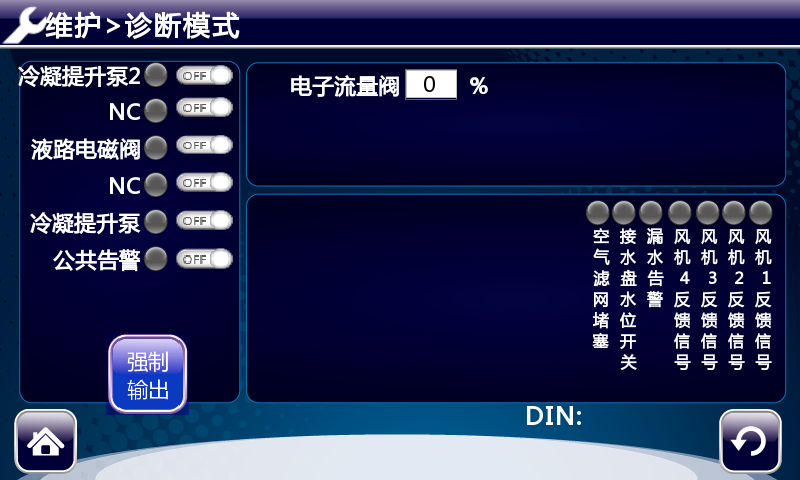 维护>诊断模式
冷凝提升泵2 OFF
NC OFF
液路电磁阀 OFF
NC OFF
冷凝提升泵 OFF
公共告警 OFF
强制
输出
电子流量阀 0 %
空气滤网堵塞
接水盘水位开关
漏水告警
风机4反馈信号
风机3反馈信号
风机2反馈信号
风机1反馈信号
DIN: